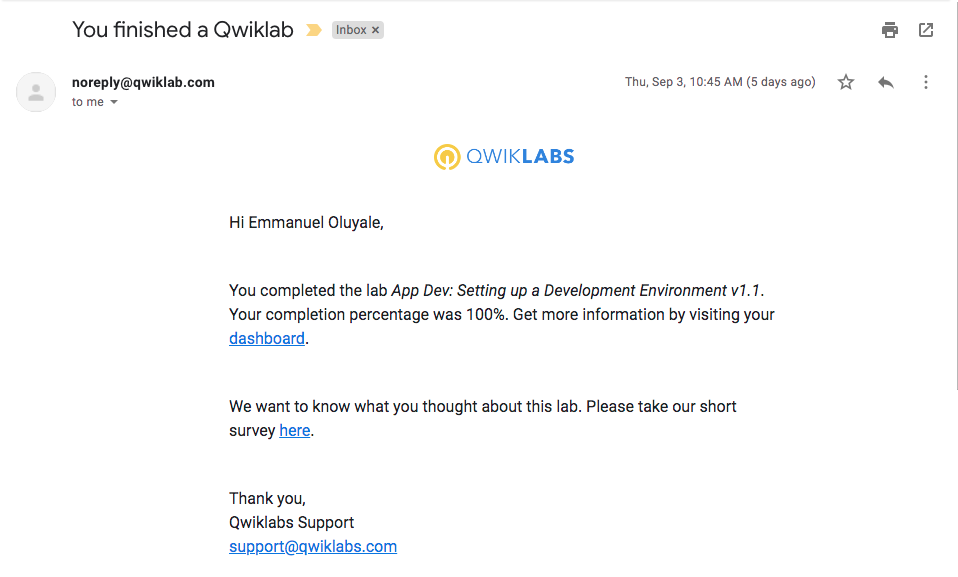 You finished a Qwiklab
Inbox ×
noreply@qwiklab.com
Thu, Sep 3, 10:45 AM (5 days ago)
to me
QWIKLABS
Hi Emmanuel Oluyale,
You completed the lab App Dev: Setting up a Development Environment v1.1.
Your completion percentage was 100%. Get more information by visiting your
dashboard.
We want to know what you thought about this lab. Please take our short
survey here.
Thank you,
Qwiklabs Support
support@qwiklabs.com